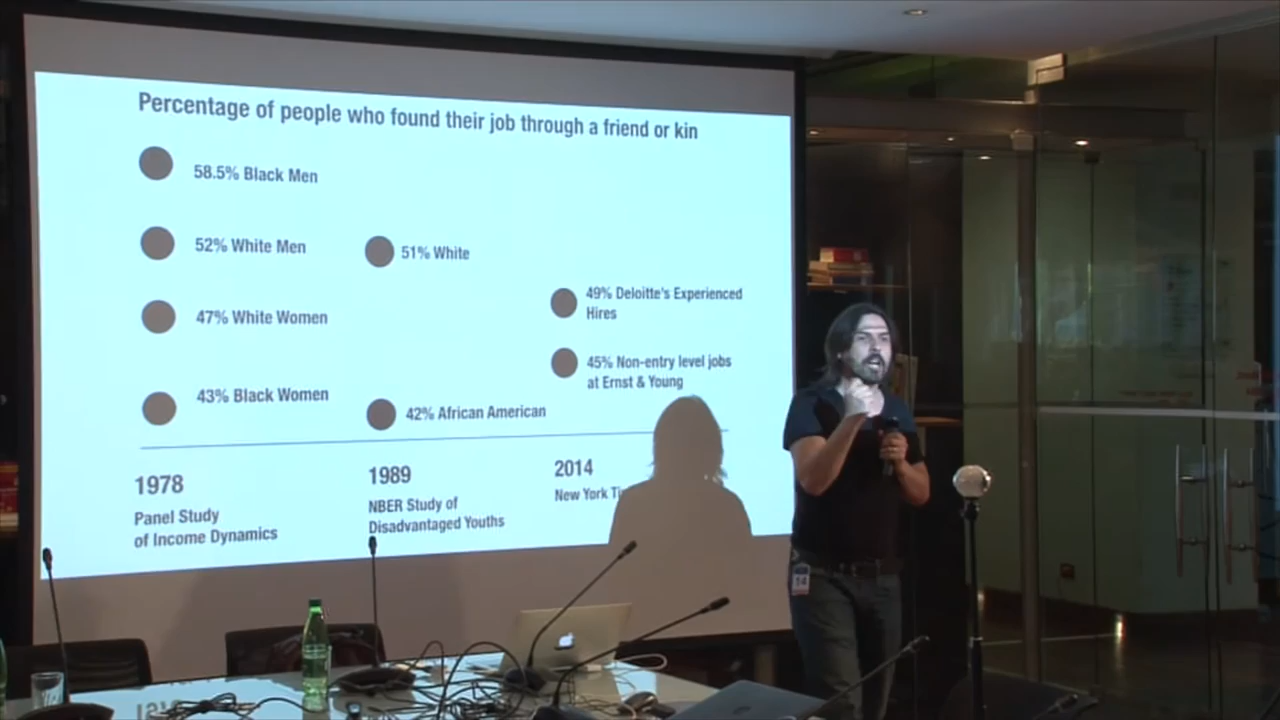 Percentage of people who found their job through a friend or kin
58.5% Black Men
52% White Men
47% White Women
43% Black Women
51% White
42% African American
49% Deloitte's Experienced
Hires
45% Non-entry level jobs
at Ernst & Young
1978
Panel Study
of Income Dynamics
1989
NBER Study of
Disadvantaged Youths
2014
New York
14